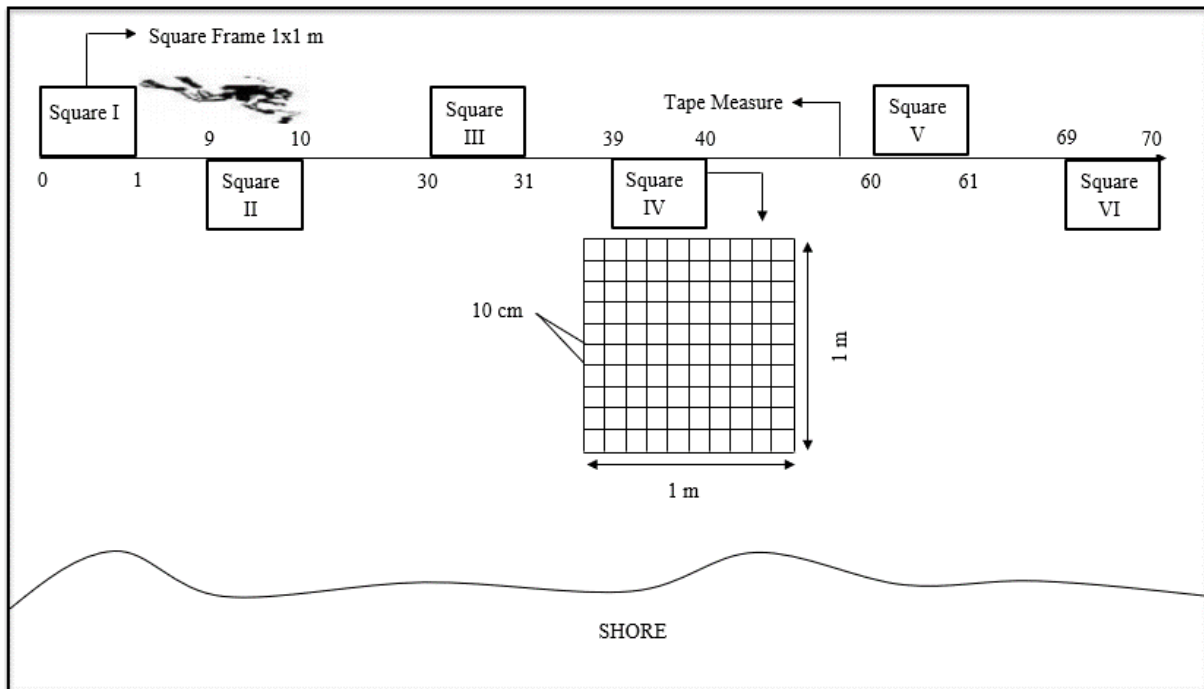 Square Frame 1x1 m
Square I
Square
III
Tape Measure
Square
V
9
10
39
40
69
70
0
1
Square
II
30
31
Square
IV
60
61
Square
VI
10 cm
1 m
1 m
SHORE